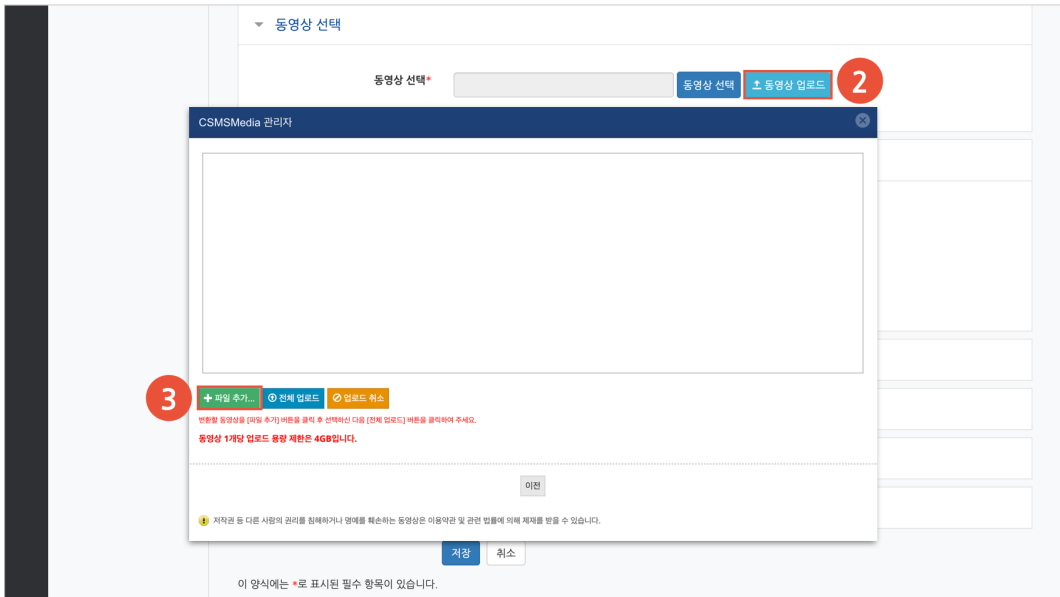 동영상 선택
동영상 선택* 동영상 선택 동영상 업로드 2
CSMSMedia 관리자
3 파일 추가... 전체 업로드 업로드 취소
변환할 동영상을 [파일 추가] 버튼을 클릭 후 선택하신 다음 [전체 업로드] 버튼을 클릭하여 주세요.
동영상 1개당 업로드 용량 제한은 4GB입니다.
이전
저작권 등 다른 사람의 권리를 침해하거나 명예를 훼손하는 동영상은 이용약관 및 관련 법률에 의해 제재를 받을 수 있습니다.
저장 취소
이 양식에는 *로 표시된 필수 항목이 있습니다.